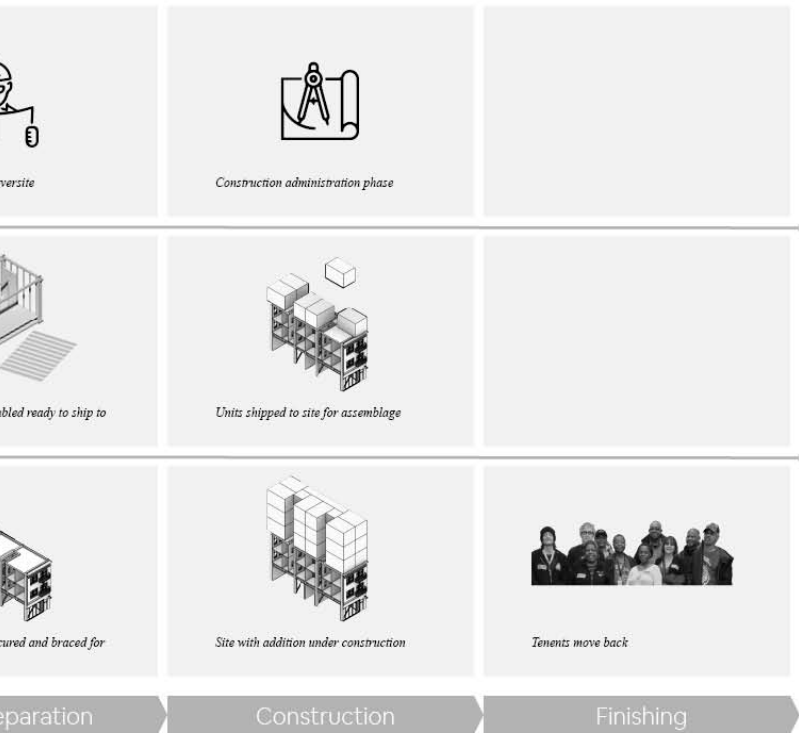 versite
Construction administration phase
bled ready to ship to
Units shipped to site for assemblage
cured and braced for
Site with addition under construction
Tenents move back
eparation
Construction
Finishing